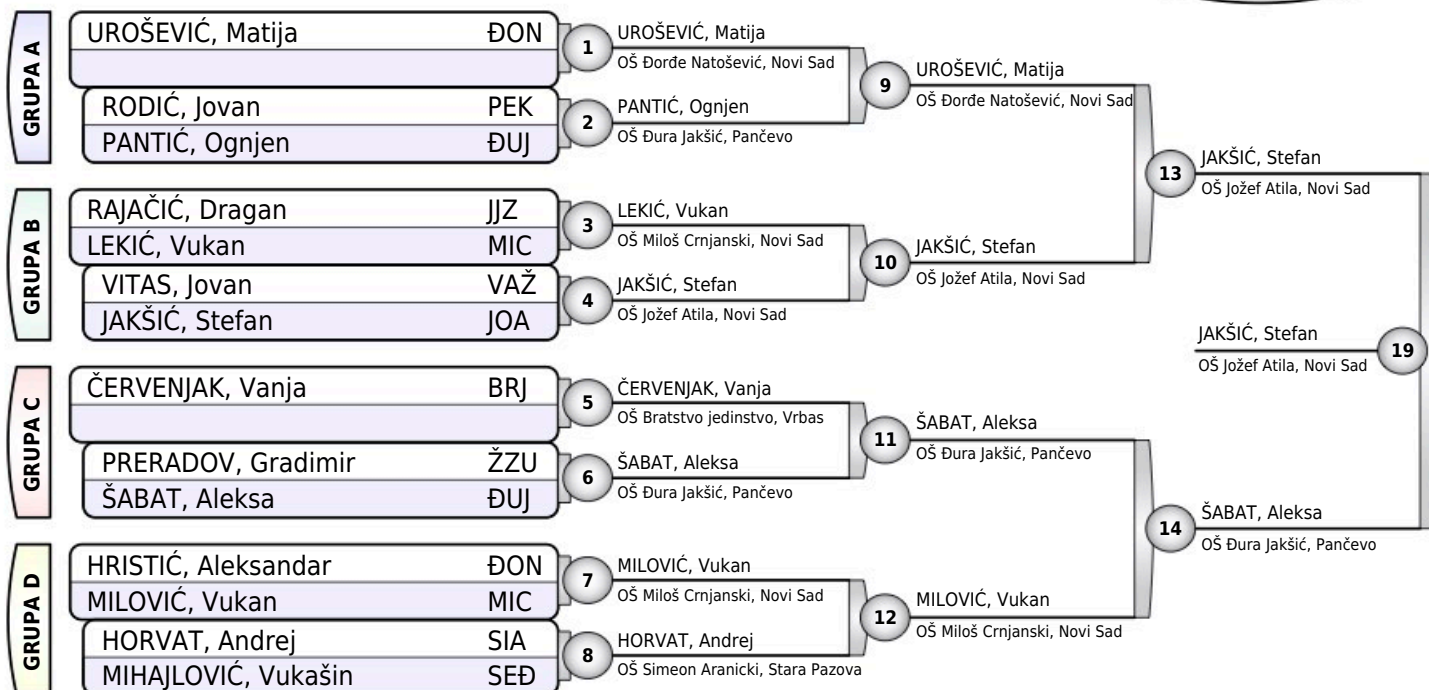 GRUPA A
UROŠEVIĆ, Matija ĐON
RODIĆ, Jovan PEK
PANTIĆ, Ognjen ĐUJ
GRUPA B
RAJAČIĆ, Dragan JJZ
LEKIĆ, Vukan MIC
VITAS, Jovan VAŽ
JAKŠIĆ, Stefan JOA
GRUPA C
ČERVENJAK, Vanja BRJ
PRERADOV, Gradimir ŽZU
ŠABAT, Aleksa ĐUJ
GRUPA D
HRISTIĆ, Aleksandar ĐON
MILOVIĆ, Vukan MIC
HORVAT, Andrej SIA
MIHAJLOVIĆ, Vukašin SEĐ
1
UROŠEVIĆ, Matija
OŠ Đorđe Natošević, Novi Sad
2
PANTIĆ, Ognjen
OŠ Đura Jakšić, Pančevo
3
LEKIĆ, Vukan
OŠ Miloš Crnjanski, Novi Sad
4
JAKŠIĆ, Stefan
OŠ Jožef Atila, Novi Sad
5
ČERVENJAK, Vanja
OŠ Bratstvo jedinstvo, Vrbas
6
ŠABAT, Aleksa
OŠ Đura Jakšić, Pančevo
7
MILOVIĆ, Vukan
OŠ Miloš Crnjanski, Novi Sad
8
HORVAT, Andrej
OŠ Simeon Aranicki, Stara Pazova
9
UROŠEVIĆ, Matija
OŠ Đorđe Natošević, Novi Sad
10
JAKŠIĆ, Stefan
OŠ Jožef Atila, Novi Sad
11
ŠABAT, Aleksa
OŠ Đura Jakšić, Pančevo
12
MILOVIĆ, Vukan
OŠ Miloš Crnjanski, Novi Sad
13
JAKŠIĆ, Stefan
OŠ Jožef Atila, Novi Sad
14
ŠABAT, Aleksa
OŠ Đura Jakšić, Pančevo
JAKŠIĆ, Stefan
OŠ Jožef Atila, Novi Sad
19